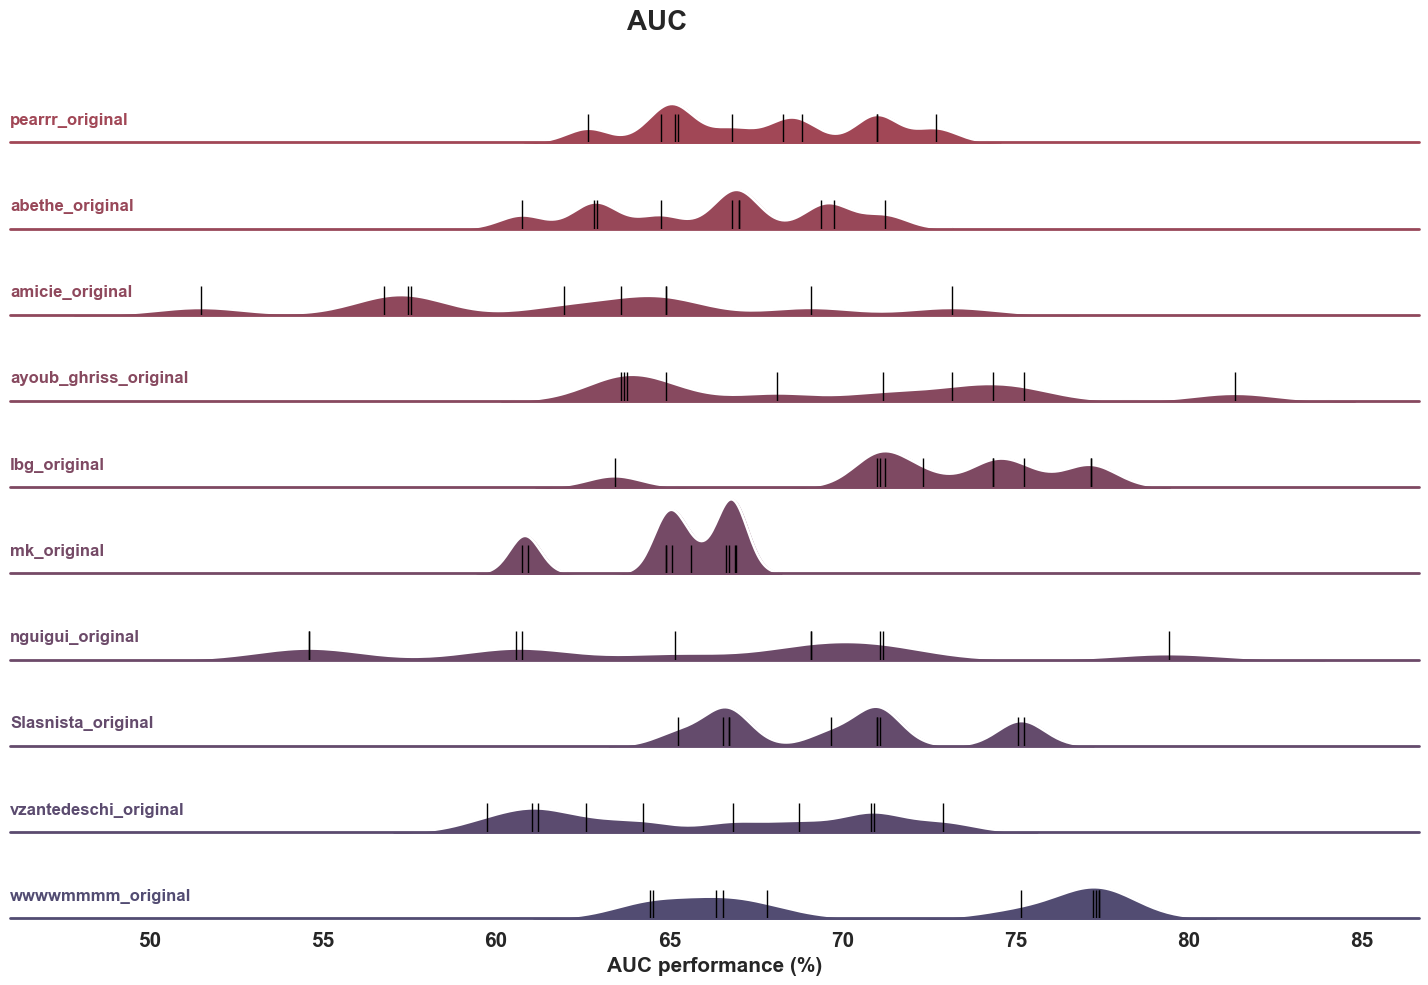 AUC
pearrr_original
abethe_original
amicie_original
ayoub_ghriss_original
lbg_original
mk_original
nguigui_original
Slasnista_original
vzantedeschi_original
wwwwmmmm_original
50 55 60 65 70 75 80 85
AUC performance (%)